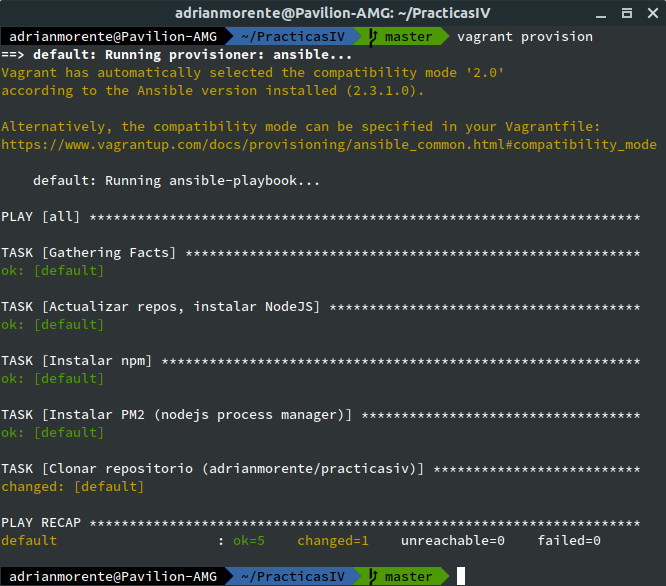 adrianmorente@Pavilion-AMG: ~/PracticasIV
adrianmorente@Pavilion-AMG ~/PracticasIV master vagrant provision
==> default: Running provisioner: ansible...
Vagrant has automatically selected the compatibility mode '2.0'
according to the Ansible version installed (2.3.1.0).
Alternatively, the compatibility mode can be specified in your Vagrantfile:
https://www.vagrantup.com/docs/provisioning/ansible_common.html#compatibility_mode
default: Running ansible-playbook...
PLAY [all] *********************************************************************
TASK [Gathering Facts] *********************************************************
ok: [default]
TASK [Actualizar repos, instalar NodeJS] ***************************************
ok: [default]
TASK [Instalar npm] ************************************************************
ok: [default]
TASK [Instalar PM2 (nodejs process manager)] ***********************************
ok: [default]
TASK [Clonar repositorio (adrianmorente/practicasiv)] **************************
changed: [default]
PLAY RECAP *********************************************************************
default : ok=5 changed=1 unreachable=0 failed=0
adrianmorente@Pavilion-AMG ~/PracticasIV master